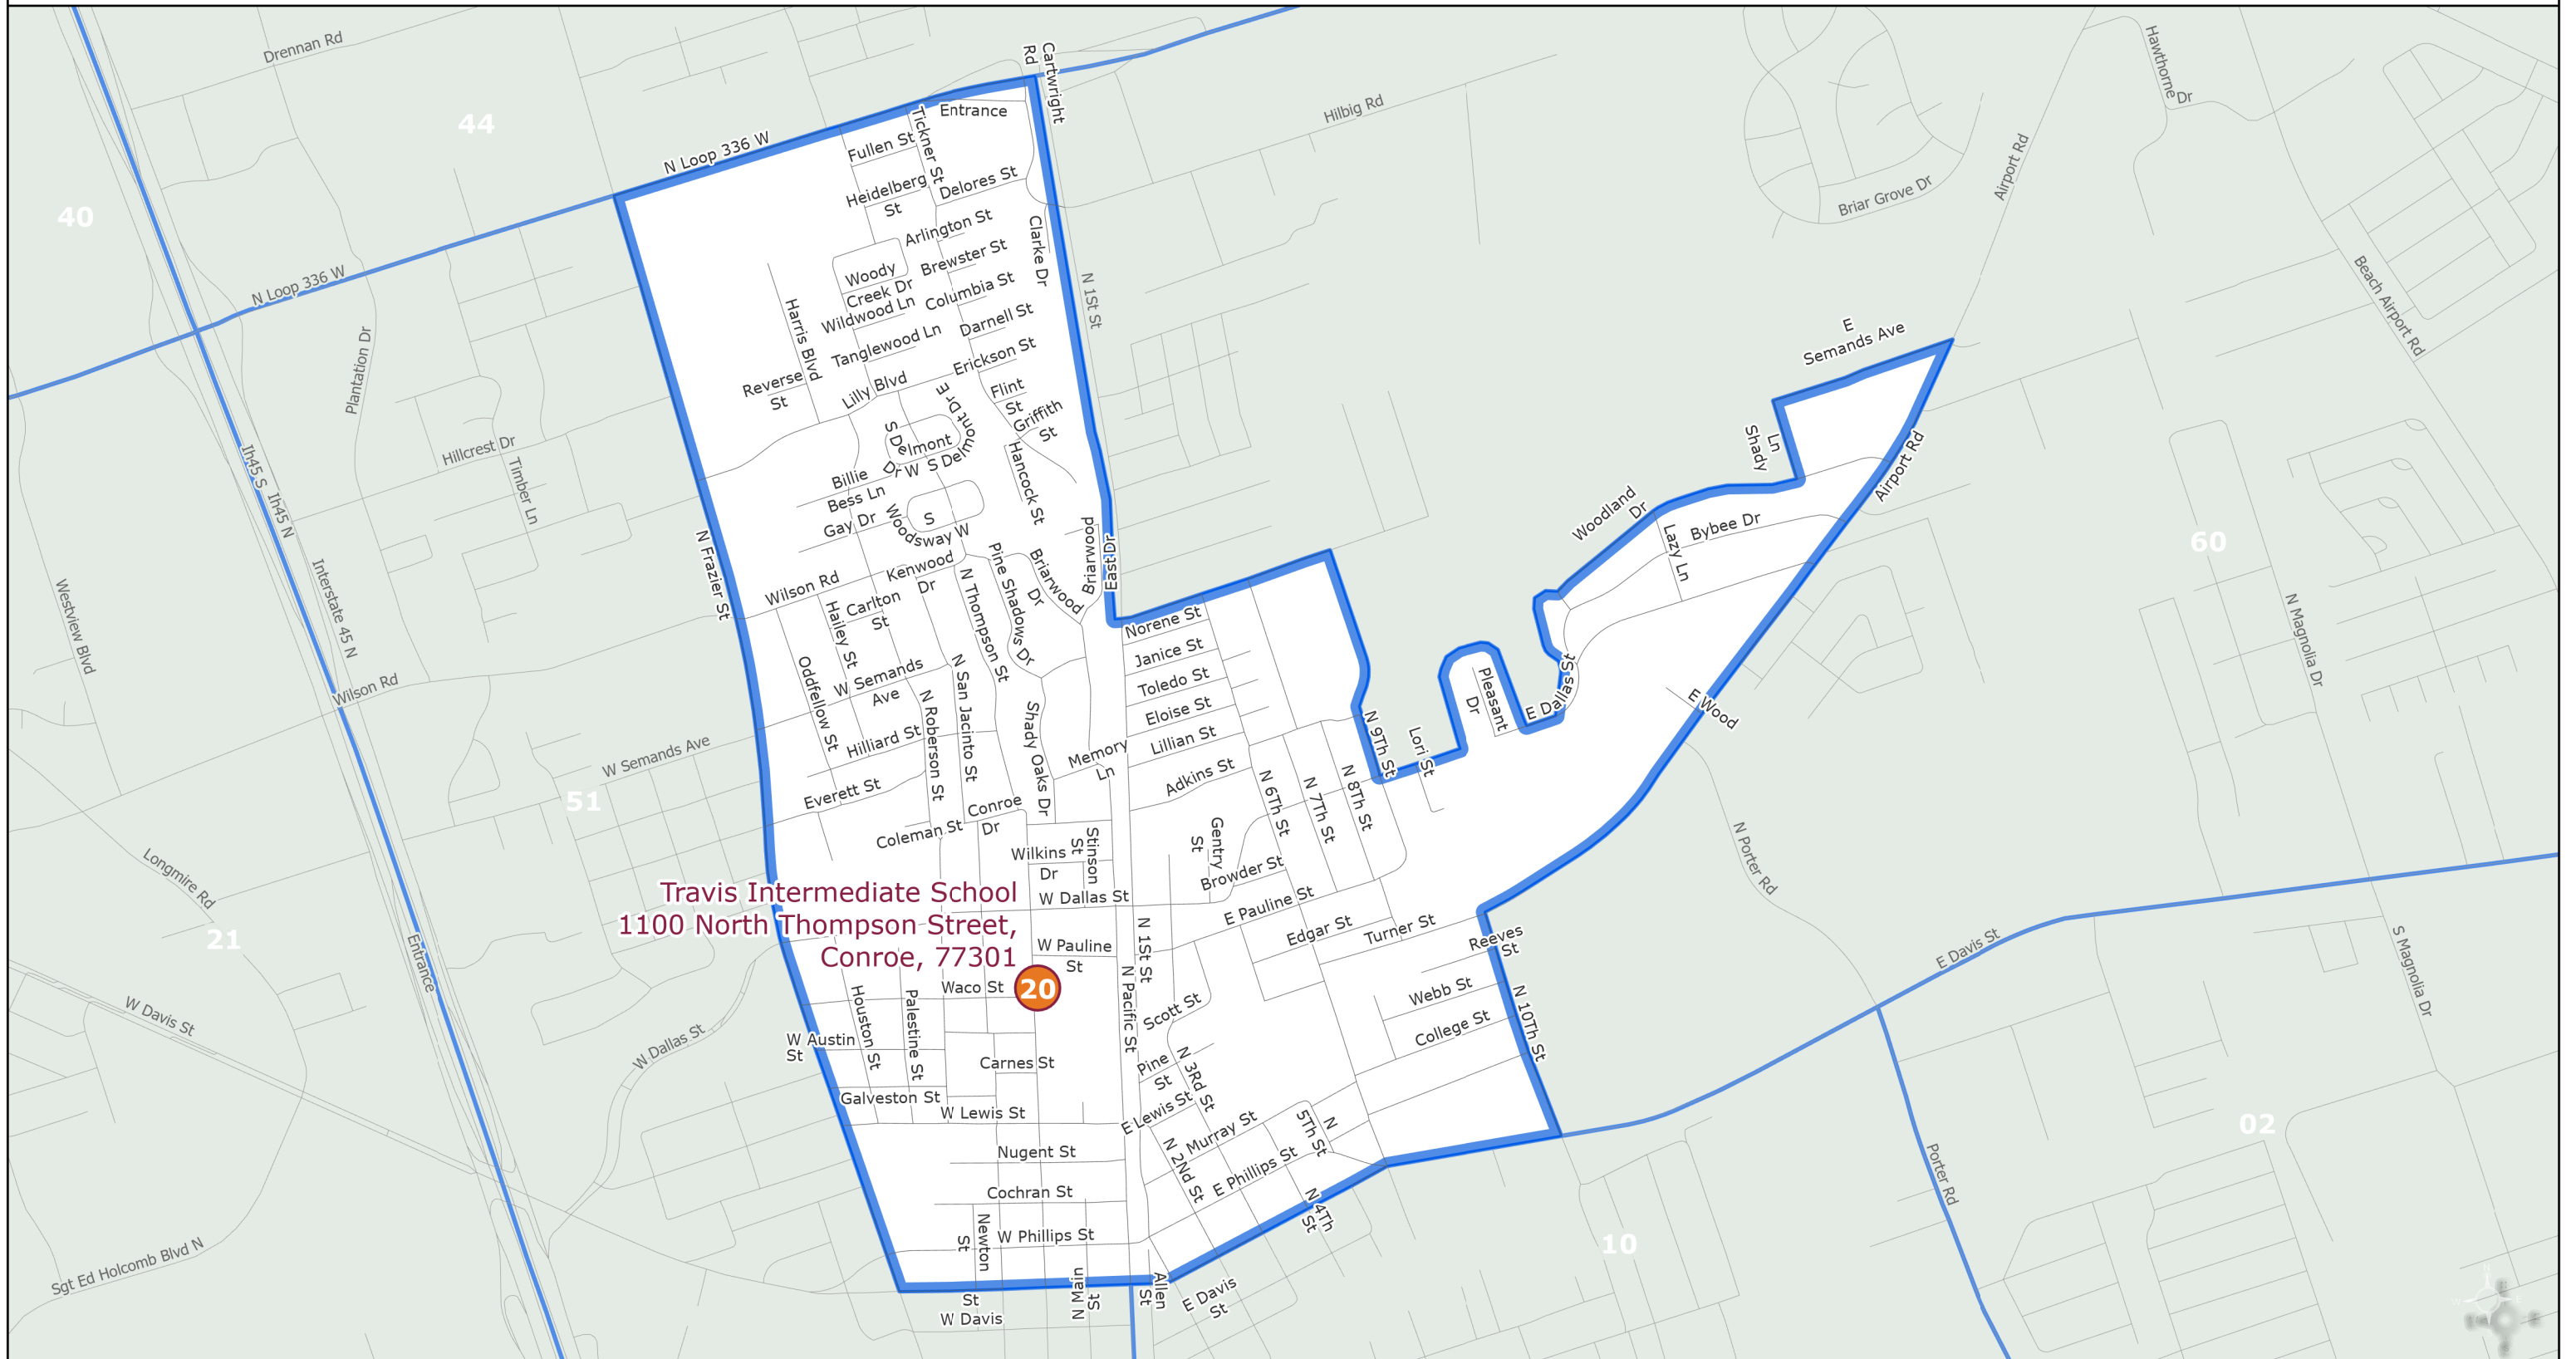 Drennan Rd
44
40
N Loop 336 W
N Loop 336 W
Cartwright
Rd
Entrance
Tickner St
Fullen St
Heidelberg
St
Delores St
Arlington St
Clarke Dr
Brewster St
Woody
Creek Dr
Columbia St
Wildwood Ln
Darnell St
Tanglewood Ln
Harris Blvd
Erickson St
Reverse
St
Lilly Blvd
Flint
St
Griffith
St
S Delmont
Dr W
S Delmont Dr E
Hancock St
Billie
Bess Ln
Gay Dr
S
Woodsway W
N 1St St
Hilbig Rd
Briar Grove Dr
Airport Rd
Hawthorne
Dr
Beach Airport Rd
Plantation Dr
Hillcrest Dr
Timber Ln
Ih45 S
Ih45 N
Interstate 45 N
Westview Blvd
Wilson Rd
N Frazier St
Wilson Rd
Kenwood
Dr
Carlton
St
Hailey St
Oddfellow St
W Semands
Ave
N Thompson St
Pine Shadows Dr
Briarwood
Dr
Briarwood
East Dr
Norene St
Janice St
Toledo St
Eloise St
Lillian St
Adkins St
Memory
Ln
Shady Oaks Dr
N San Jacinto St
N Roberson St
Hilliard St
Everett St
Coleman St
Conroe
Dr
Wilkins
Dr
Stinson
St
W Dallas St
W Semands Ave
51
E
Semands Ave
Shady
Ln
Woodland
Dr
Lazy Ln
Bybee Dr
Airport Rd
60
N Magnolia Dr
Pleasant
Dr
E Dallas St
E Wood
N 9Th St
Lori St
N 8Th St
N 7Th St
N 6Th St
Gentry
St
Browder St
E Pauline St
Edgar St
Turner St
Reeves
St
N Porter Rd
Longmire Rd
21
Entrance
W Davis St
W Dallas St
Sgt Ed Holcomb Blvd N
Travis Intermediate School
1100 North Thompson Street,
Conroe, 77301
20
W Pauline
St
Waco St
N 1St St
N Pacific St
Scott St
Houston St
Palestine St
W Austin
St
Carnes St
Galveston St
W Lewis St
Pine
St
N 3Rd St
E Lewis St
N 2Nd St
Murray St
N
5Th St
E Phillips St
N 4Th
St
Webb St
College St
N 10Th St
Nugent St
Cochran St
Newton
St
W Phillips St
N Main
St
Allen
St
E Davis
St
St
W Davis
E Davis St
S Magnolia Dr
02
Porter Rd
10